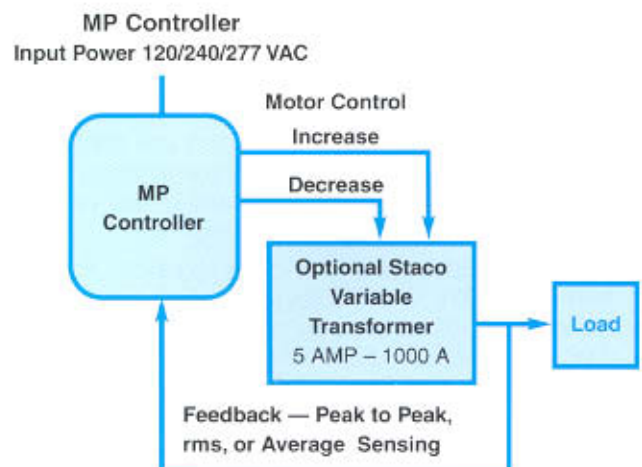 MP Controller
Input Power 120/240/277 VAC
Motor Control
Increase
Decrease
MP
Controller
Optional Staco
Variable
Transformer
5 AMP – 1000 A
Load
Feedback — Peak to Peak,
rms, or Average Sensing